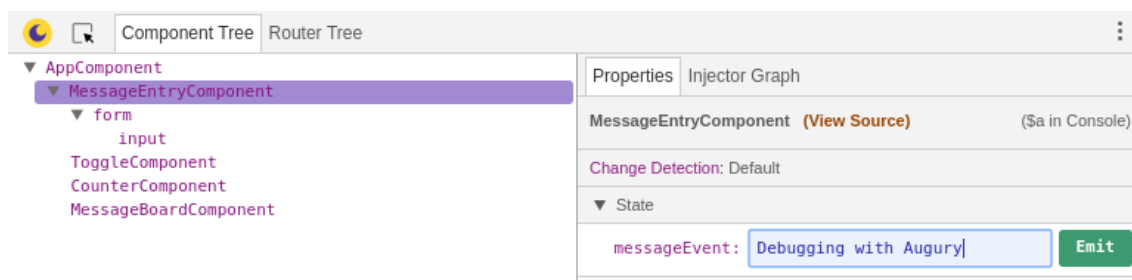 Component Tree Router Tree
AppComponent
MessageEntryComponent
form
input
ToggleComponent
CounterComponent
MessageBoardComponent
Properties Injector Graph
MessageEntryComponent (View Source) ($a in Console)
Change Detection: Default
State
messageEvent: Debugging with Augury Emit